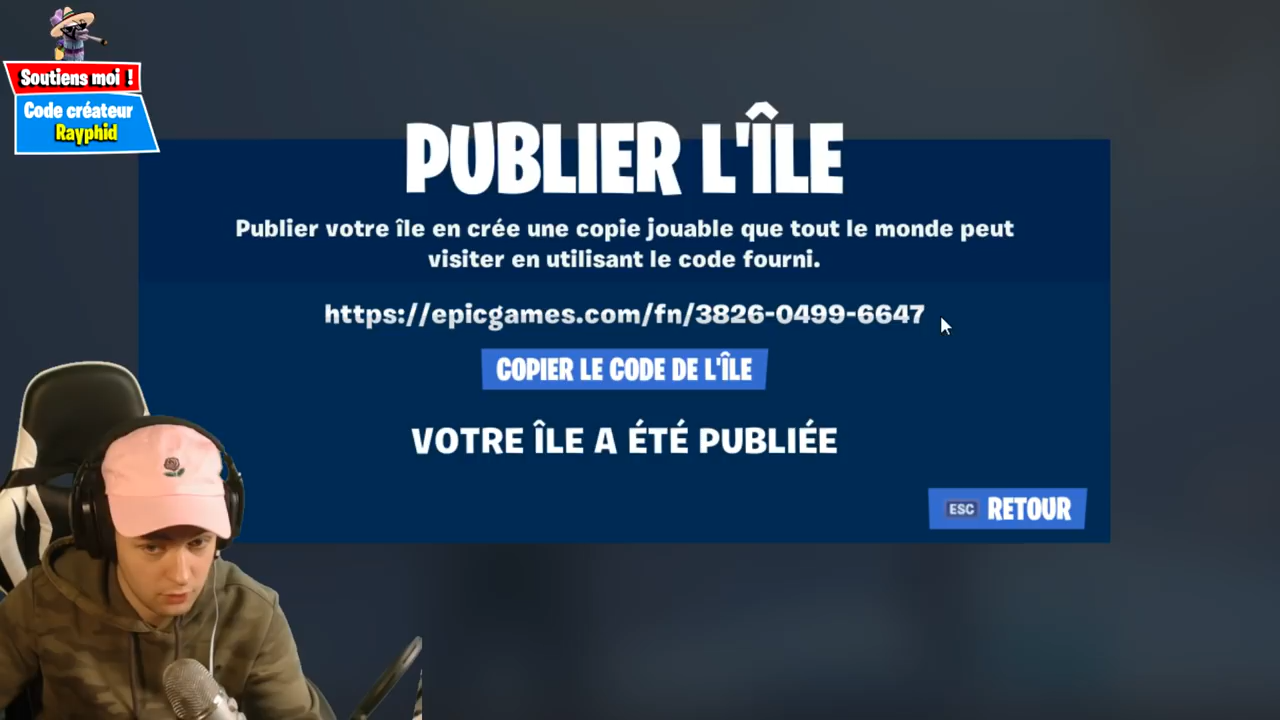 Soutiens moi !
Code créateur
Rayphid
PUBLIER L'ÎLE
Publier votre île en crée une copie jouable que tout le monde peut
visiter en utilisant le code fourni.
https://epicgames.com/fn/3826-0499-6647
COPIER LE CODE DE L'ÎLE
VOTRE ÎLE A ÉTÉ PUBLIÉE
ESC RETOUR